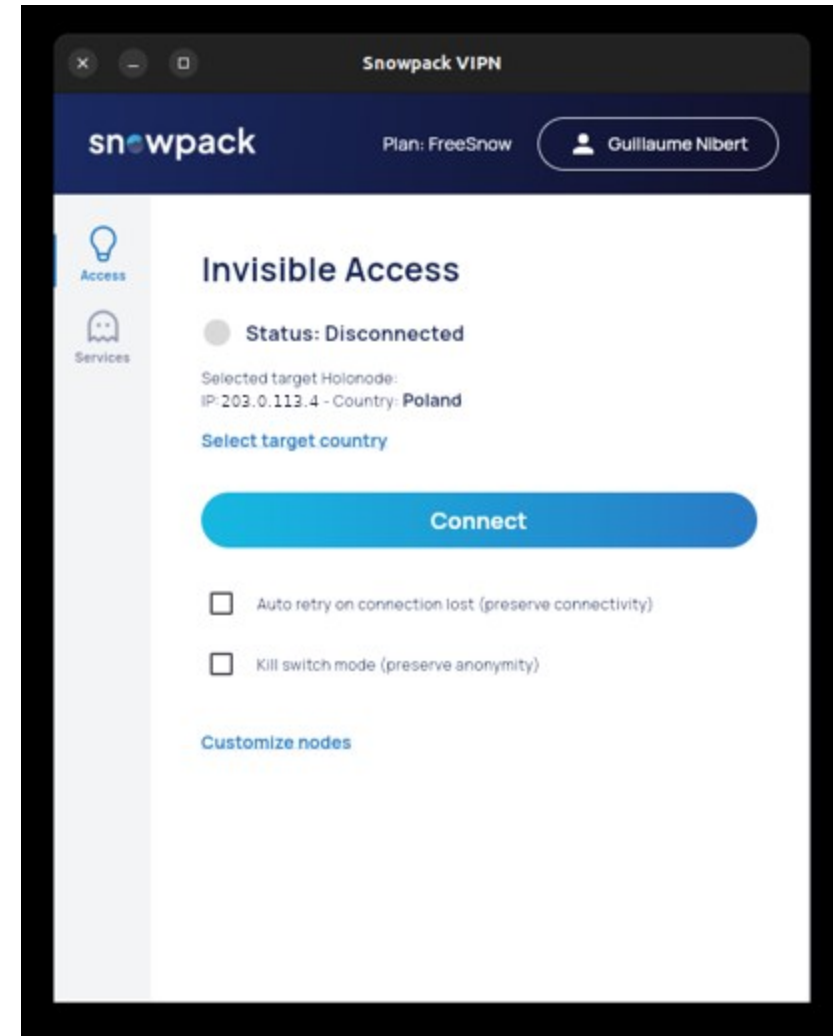 Snowpack VIPN
snowpack
Plan: FreeSnow
Guillaume Nibert
Access
Services
Invisible Access
Status: Disconnected
Selected target Holonode:
IP: 203.0.113.4 - Country: Poland
Select target country
Connect
Auto retry on connection lost (preserve connectivity)
Kill switch mode (preserve anonymity)
Customize nodes